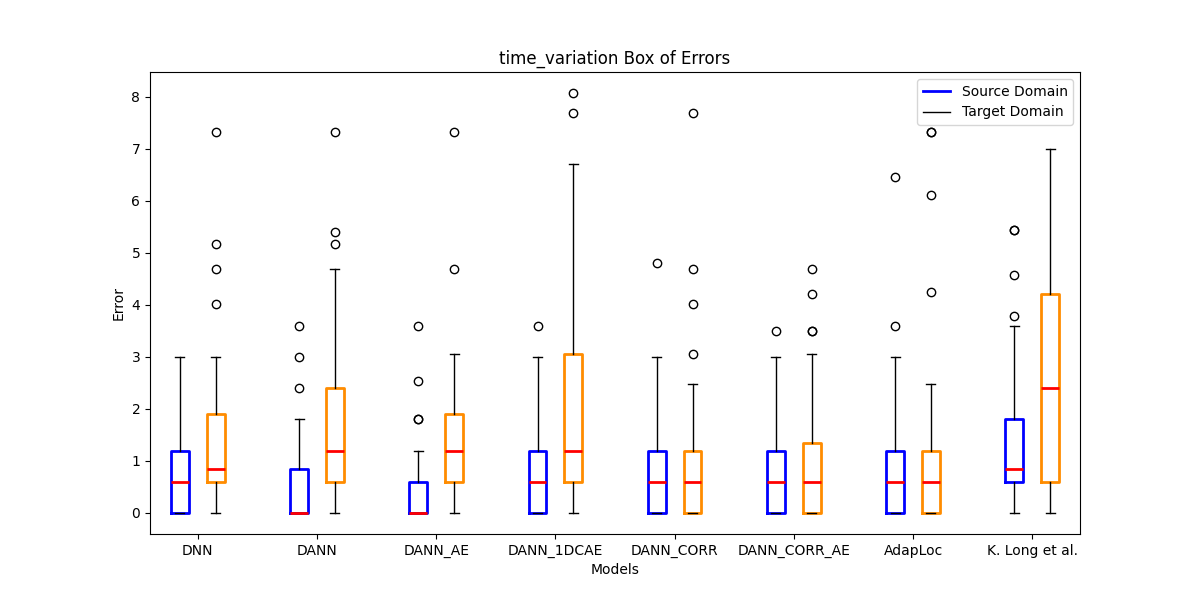 time_variation Box of Errors
Source Domain
Target Domain
8
7
6
5
4
3
2
1
0
Error
DNN
DANN
DANN_AE
DANN_1DCAE
DANN_CORR
DANN_CORR_AE
AdapLoc
K. Long et al.
Models